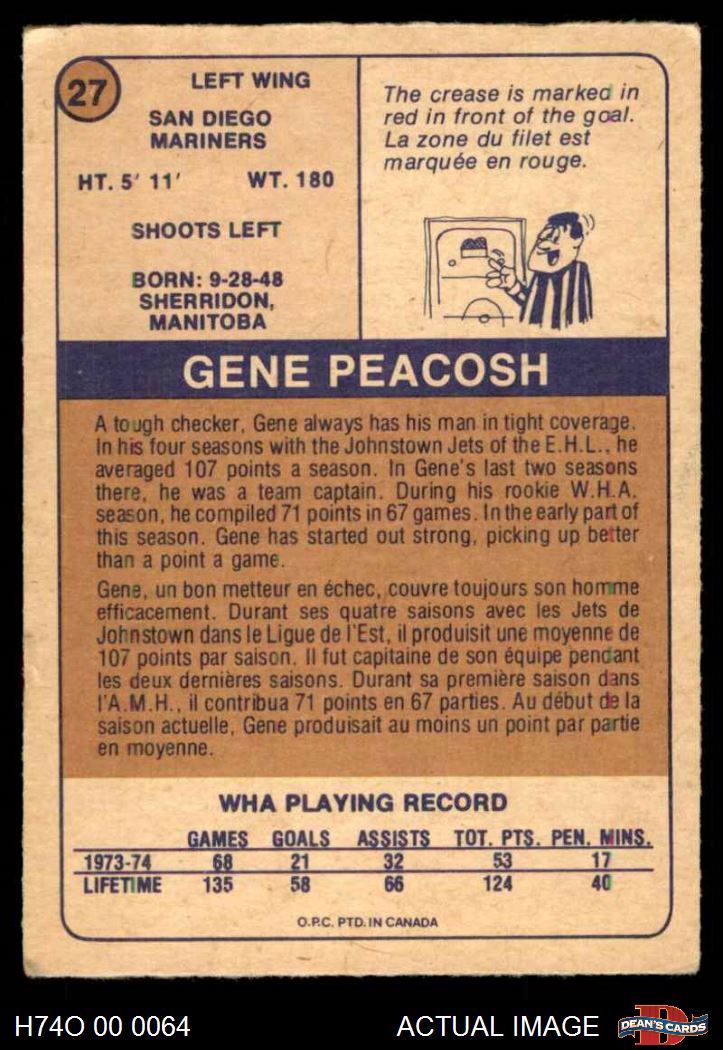 27
LEFT WING
SAN DIEGO
MARINERS
HT. 5' 11' WT. 180
SHOOTS LEFT
BORN: 9-28-48
SHERRIDON,
MANITOBA
The crease is marked in
red in front of the goal.
La zone du filet est
marquée en rouge.
GENE PEACOSH
A tough checker, Gene always has his man in tight coverage.
In his four seasons with the Johnstown Jets of the E.H.L., he
averaged 107 points a season. In Gene's last two seasons
there, he was a team captain. During his rookie W.H.A.
season, he compiled 71 points in 67 games. In the early part of
this season. Gene has started out strong, picking up better
than a point a game.
Gene, un bon metteur en échec, couvre toujours son homme
efficacement. Durant ses quatre saisons avec les Jets de
Johnstown dans le Ligue de l'Est, il produisit une moyenne de
107 points par saison. Il fut capitaine de son équipe pendant
les deux dernières saisons. Durant sa première saison dans
l'A.M.H., il contribua 71 points en 67 parties. Au début de la
saison actuelle, Gene produisait au moins un point par partie
en moyenne.
WHA PLAYING RECORD
GAMES GOALS ASSISTS TOT. PTS. PEN. MINS.
1973-74 68 21 32 53 17
LIFETIME 135 58 66 124 40
O.P.C. PTD. IN CANADA
H74O 00 0064 ACTUAL IMAGE DEAN'S CARDS